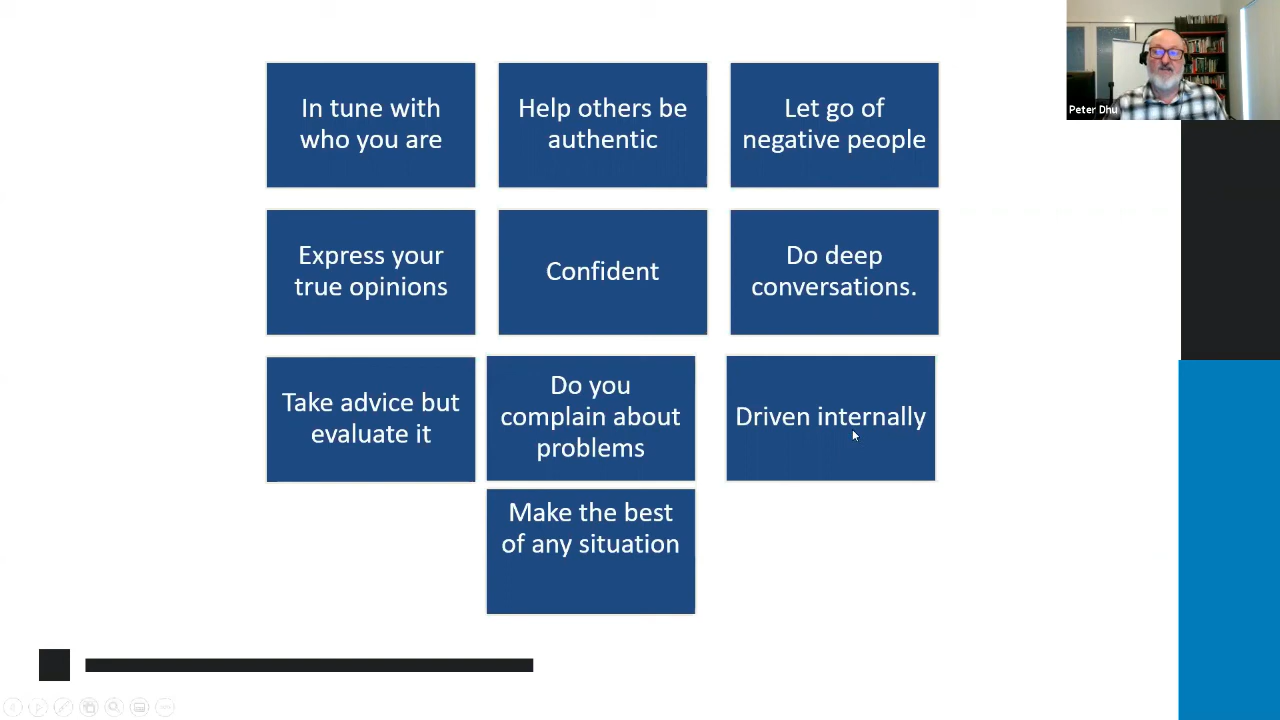 In tune with
who you are
Help others be
authentic
Let go of
negative people
Express your
true opinions
Confident
Do deep
conversations.
Take advice but
evaluate it
Do you
complain about
problems
Driven internally
Make the best
of any situation
Peter Dhu